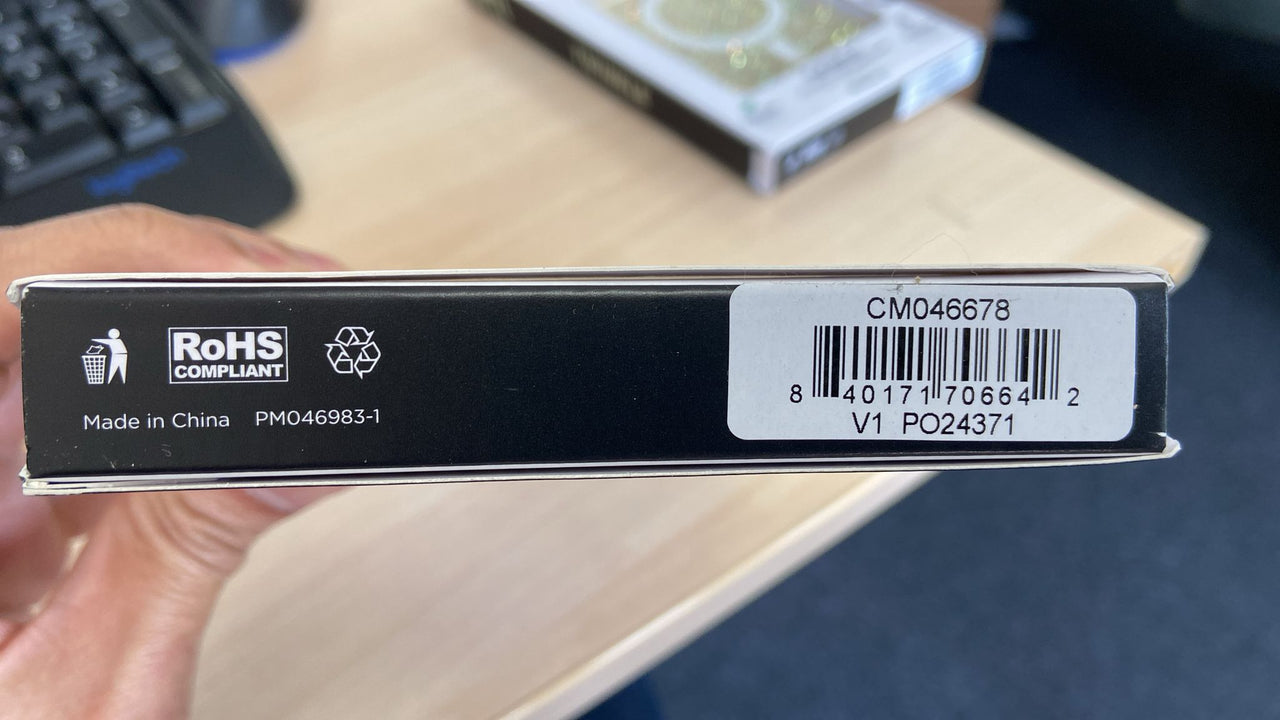 RoHS
COMPLIANT
Made in China PM046983-1
CM046678
8 40171 70664 2
V1 PO24371